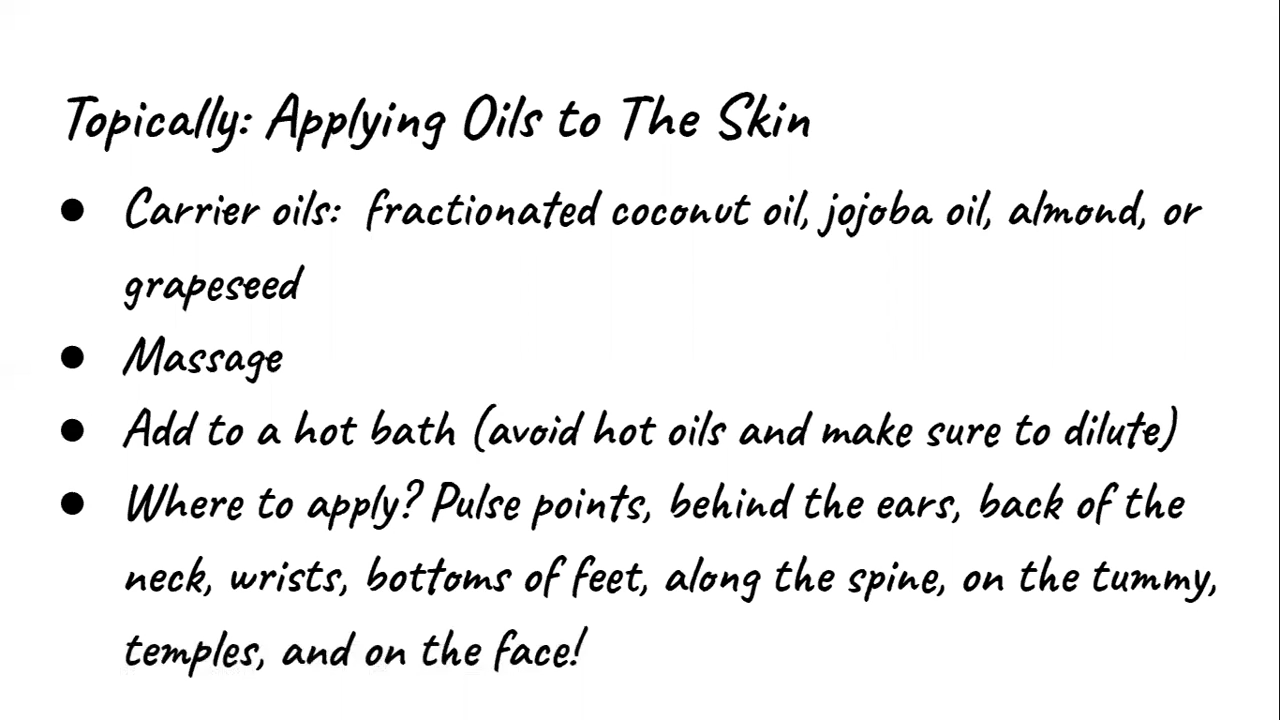 Topically: Applying Oils to The Skin
● Carrier oils: fractionated coconut oil, jojoba oil, almond, or
grapeseed
● Massage
● Add to a hot bath (avoid hot oils and make sure to dilute)
● Where to apply? Pulse points, behind the ears, back of the
neck, wrists, bottoms of feet, along the spine, on the tummy,
temples, and on the face!